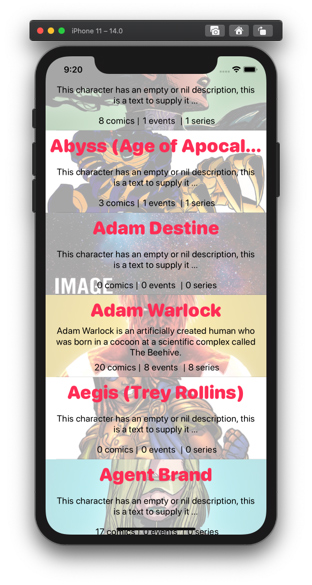 iPhone 11 – 14.0
9:20
This character has an empty or nil description, this
is a text to supply it ...
8 comics | 1 events | 1 series
Abyss (Age of Apocal...
This character has an empty or nil description, this
is a text to supply it ...
3 comics | 1 events | 1 series
Adam Destine
This character has an empty or nil description, this
is a text to supply it ...
IMAGE
0 comics | 0 events | 0 series
Adam Warlock
Adam Warlock is an artificially created human who
was born in a cocoon at a scientific complex called
The Beehive.
20 comics | 8 events | 8 series
Aegis (Trey Rollins)
This character has an empty or nil description, this
is a text to supply it ...
0 comics | 0 events | 0 series
Agent Brand
This character has an empty or nil description, this
is a text to supply it ...
17 comics | 0 events | 0 series